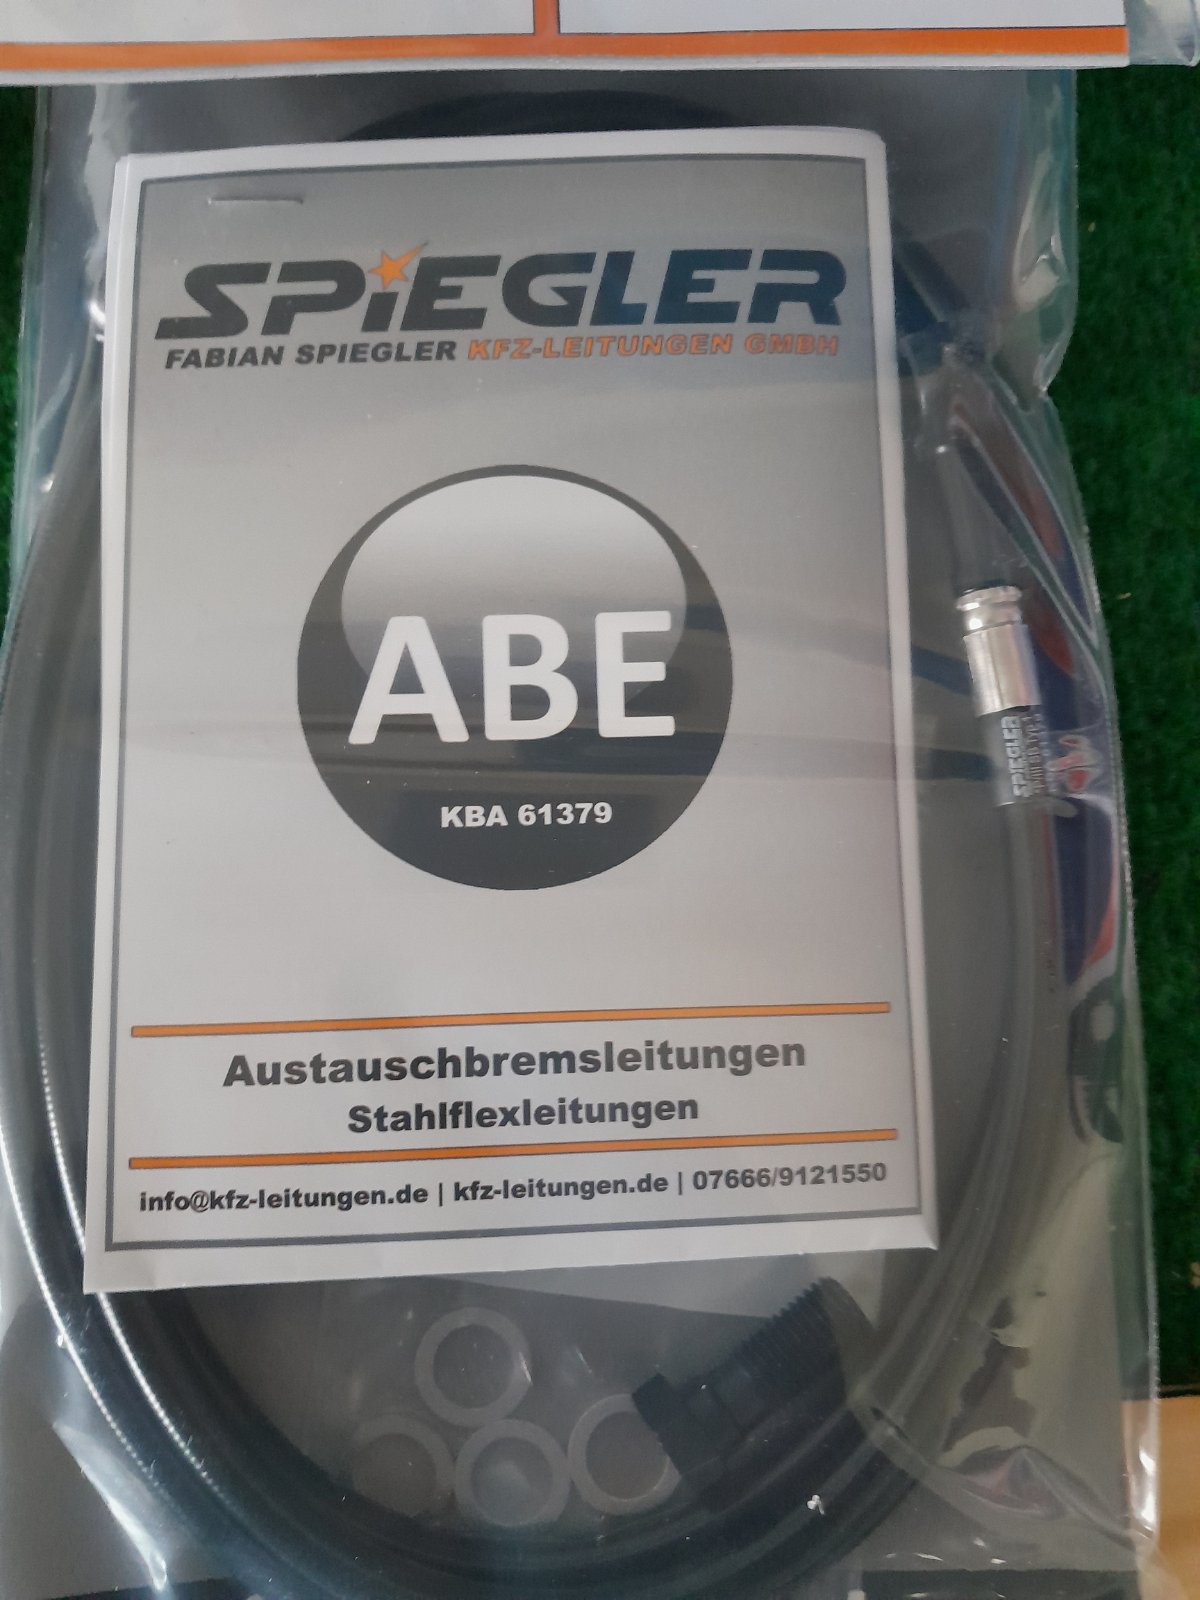 SPiEGLER
FABIAN SPIEGLER KFZ-LEITUNGEN GMBH
ABE
KBA 61379
Austauschbremsleitungen
Stahlflexleitungen
info@kfz-leitungen.de | kfz-leitungen.de | 07666/9121550
SPIEGLER